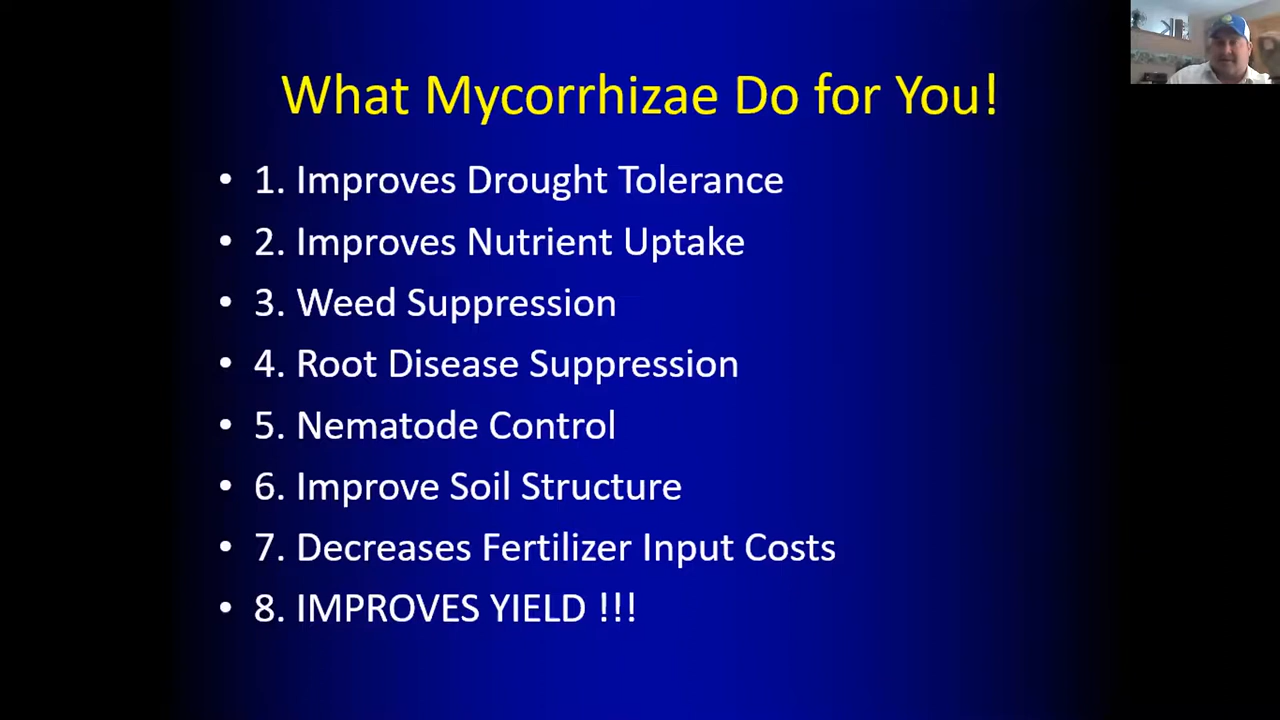 What Mycorrhizae Do for You!
• 1. Improves Drought Tolerance
• 2. Improves Nutrient Uptake
• 3. Weed Suppression
• 4. Root Disease Suppression
• 5. Nematode Control
• 6. Improve Soil Structure
• 7. Decreases Fertilizer Input Costs
• 8. IMPROVES YIELD !!!